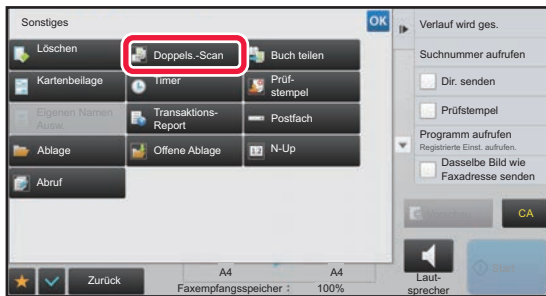 Sonstiges
OK
Löschen
Doppels.-Scan
Buch teilen
Kartenbeilage
Timer
Prüf-
stempel
Eigenen Namen
Ausw.
Transaktions-
Report
Postfach
Ablage
Offene Ablage
N-Up
Abruf
Zurück
A4
A4
Faxempfangsspeicher : 100%
Verlauf wird ges.
Suchnummer aufrufen
Dir. senden
Prüfstempel
Programm aufrufen
Registrierte Einst. aufrufen.
Dasselbe Bild wie
Faxadresse senden
Vorschau
CA
Laut-
sprecher
Start